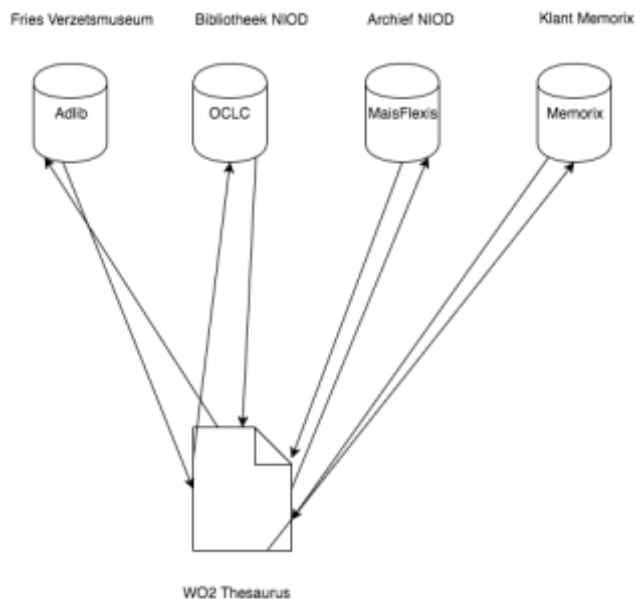 Fries Verzetsmuseum
Bibliotheek NIOD
Archief NIOD
Klant Memorix
Adlib
OCLC
MaisFlexis
Memorix
WO2 Thesaurus